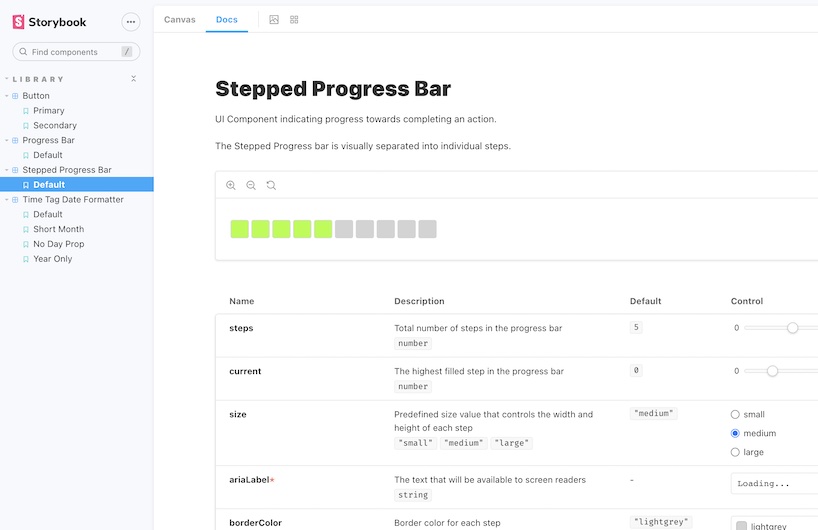 Storybook
Canvas Docs
Find components /
LIBRARY
Button
Primary
Secondary
Progress Bar
Default
Stepped Progress Bar
Default
Time Tag Date Formatter
Default
Short Month
No Day Prop
Year Only
Stepped Progress Bar
UI Component indicating progress towards completing an action.
The Stepped Progress bar is visually separated into individual steps.
Name Description Default Control
steps Total number of steps in the progress bar 5 0
number
current The highest filled step in the progress bar 0 0
number
size Predefined size value that controls the width and "medium" small
height of each step
"small" "medium" "large" medium
large
ariaLabel* The text that will be available to screen readers - Loading...
string
borderColor Border color for each step "lightgrey" lightgrey